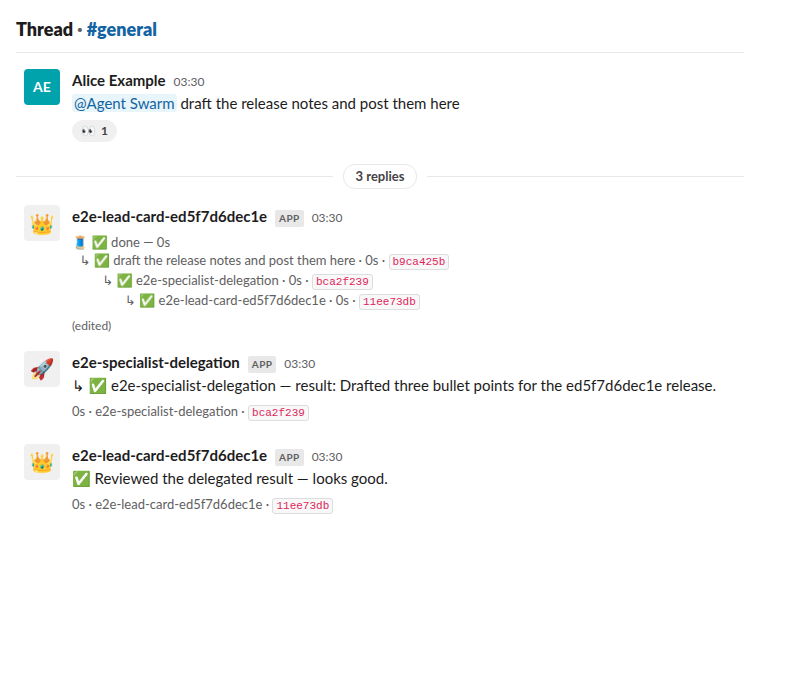 Thread • #general
AE
Alice Example 03:30
@Agent Swarm draft the release notes and post them here
👀 1
3 replies
e2e-lead-card-ed5f7d6dec1e APP 03:30
🧵 ✅ done — 0s
↳ ✅ draft the release notes and post them here · 0s · b9ca425b
↳ ✅ e2e-specialist-delegation · 0s · bca2f239
↳ ✅ e2e-lead-card-ed5f7d6dec1e · 0s · 11ee73db
(edited)
e2e-specialist-delegation APP 03:30
↳ ✅ e2e-specialist-delegation — result: Drafted three bullet points for the ed5f7d6dec1e release.
0s · e2e-specialist-delegation · bca2f239
e2e-lead-card-ed5f7d6dec1e APP 03:30
✅ Reviewed the delegated result — looks good.
0s · e2e-lead-card-ed5f7d6dec1e · 11ee73db